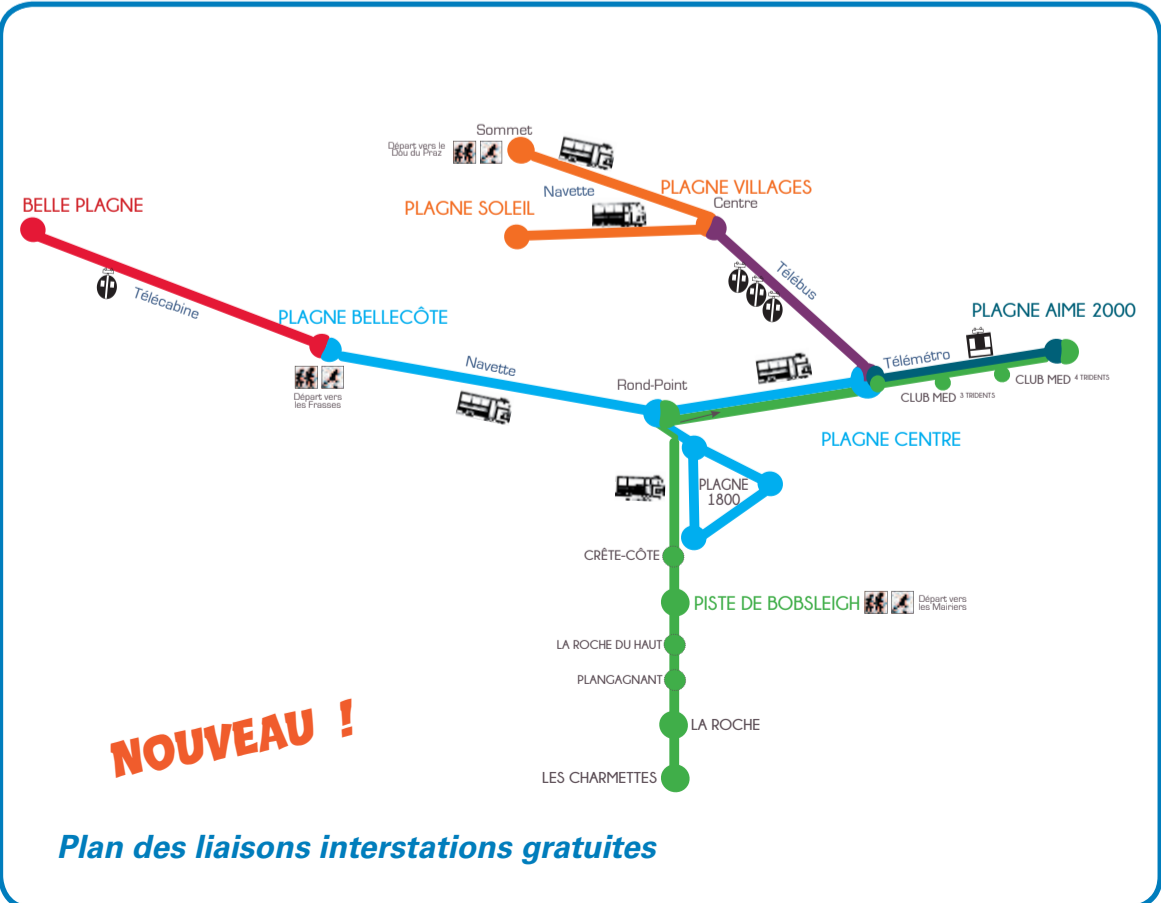 Sommet
Départ vers le
Dou du Praz
Navette
PLAGNE VILLAGES
Centre
BELLE PLAGNE
PLAGNE SOLEIL
Télécabine
Télébus
PLAGNE BELLECÔTE
PLAGNE AIME 2000
Départ vers
les Frasses
Navette
Rond-Point
Télémétro
CLUB MED 4 TRIDENTS
CLUB MED 3 TRIDENTS
PLAGNE CENTRE
PLAGNE
1800
CRÊTE-CÔTE
PISTE DE BOBSLEIGH
Départ vers
les Mairiers
LA ROCHE DU HAUT
PLANGAGNANT
LA ROCHE
LES CHARMETTES
NOUVEAU !
Plan des liaisons interstations gratuites